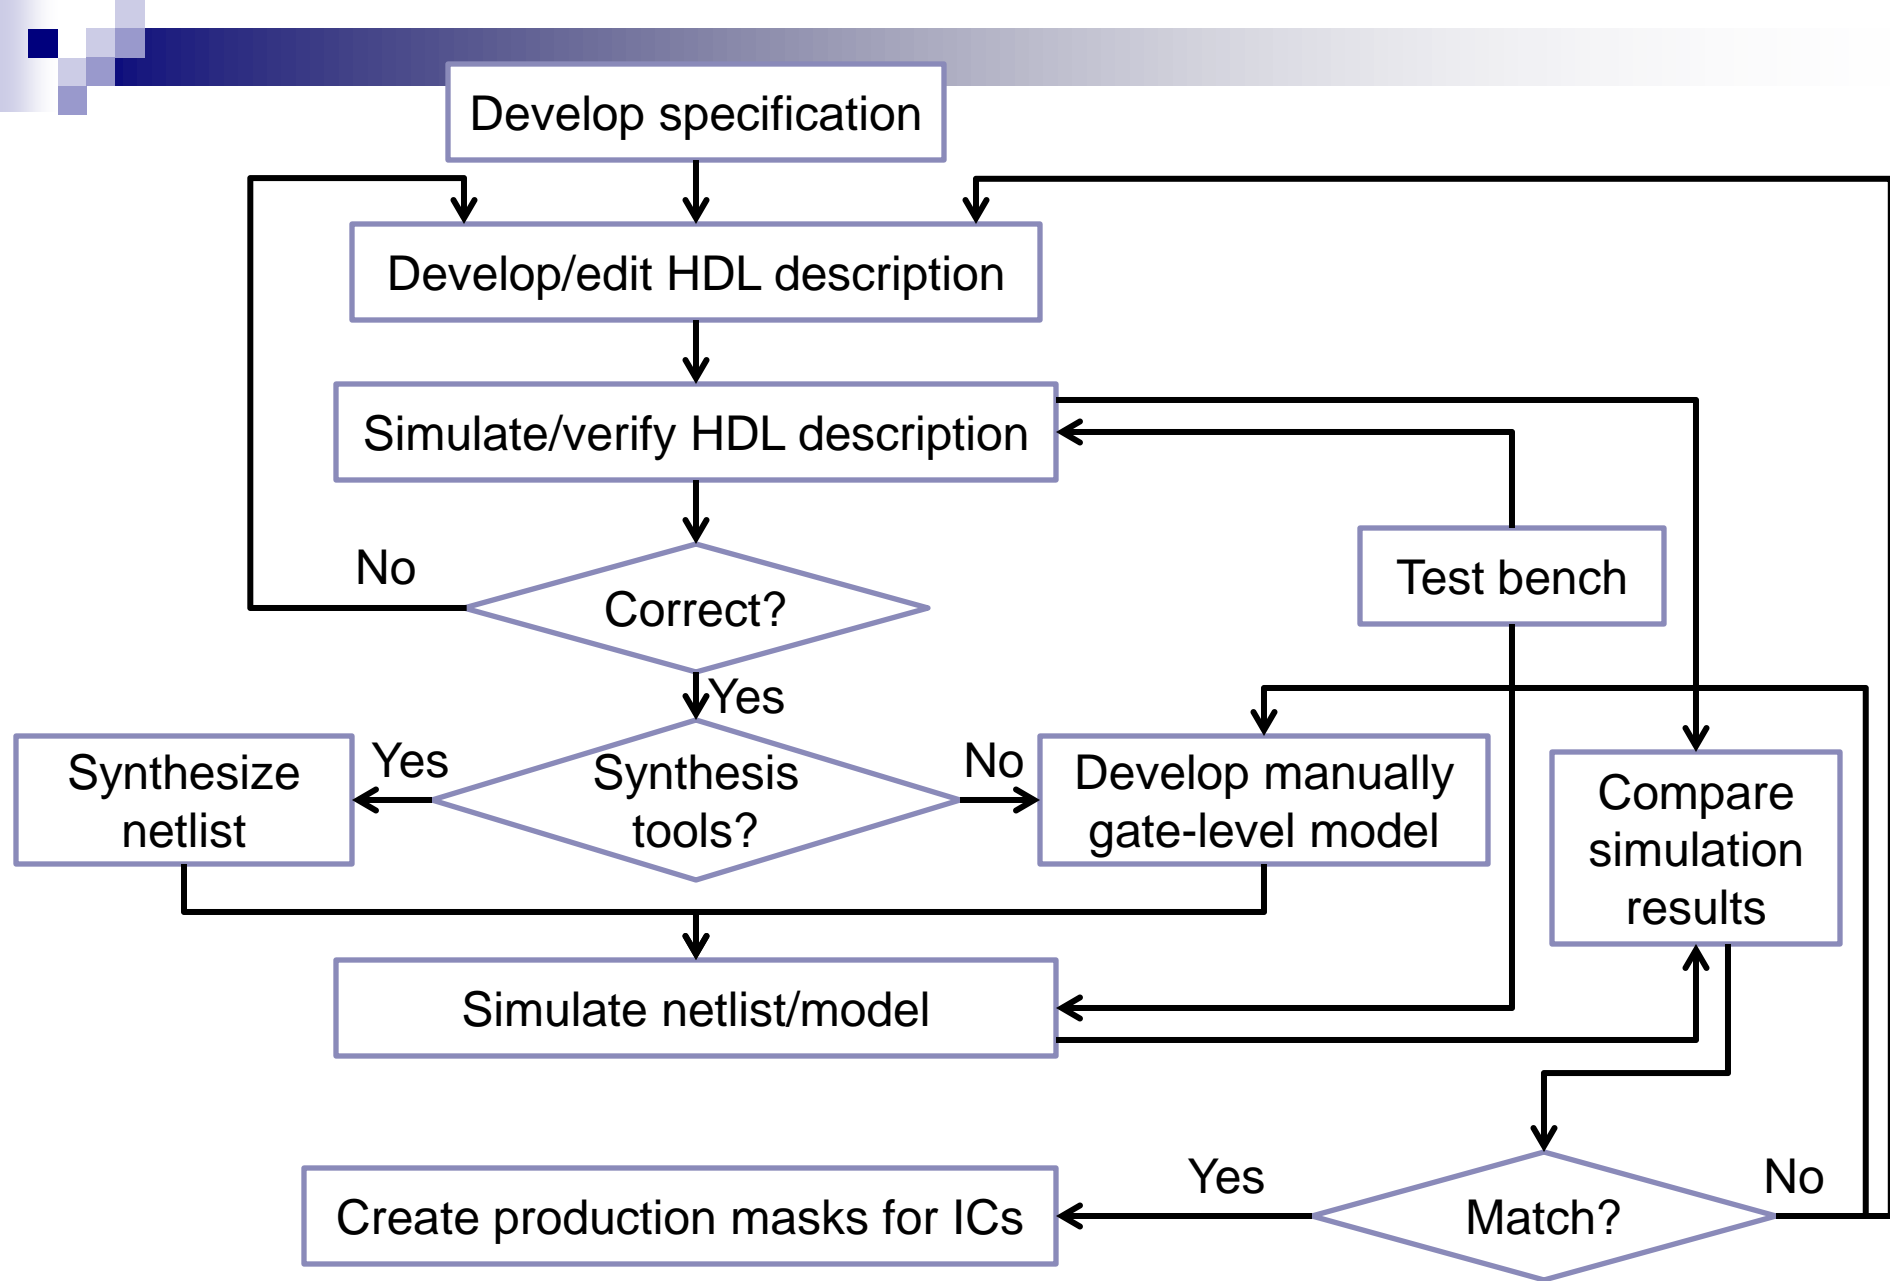 Develop specification
Develop/edit HDL description
Simulate/verify HDL description
No
Correct?
Test bench
Yes
Synthesize
netlist
Yes
Synthesis
tools?
No
Develop manually
gate-level model
Compare
simulation
results
Simulate netlist/model
Create production masks for ICs
Yes
Match?
No